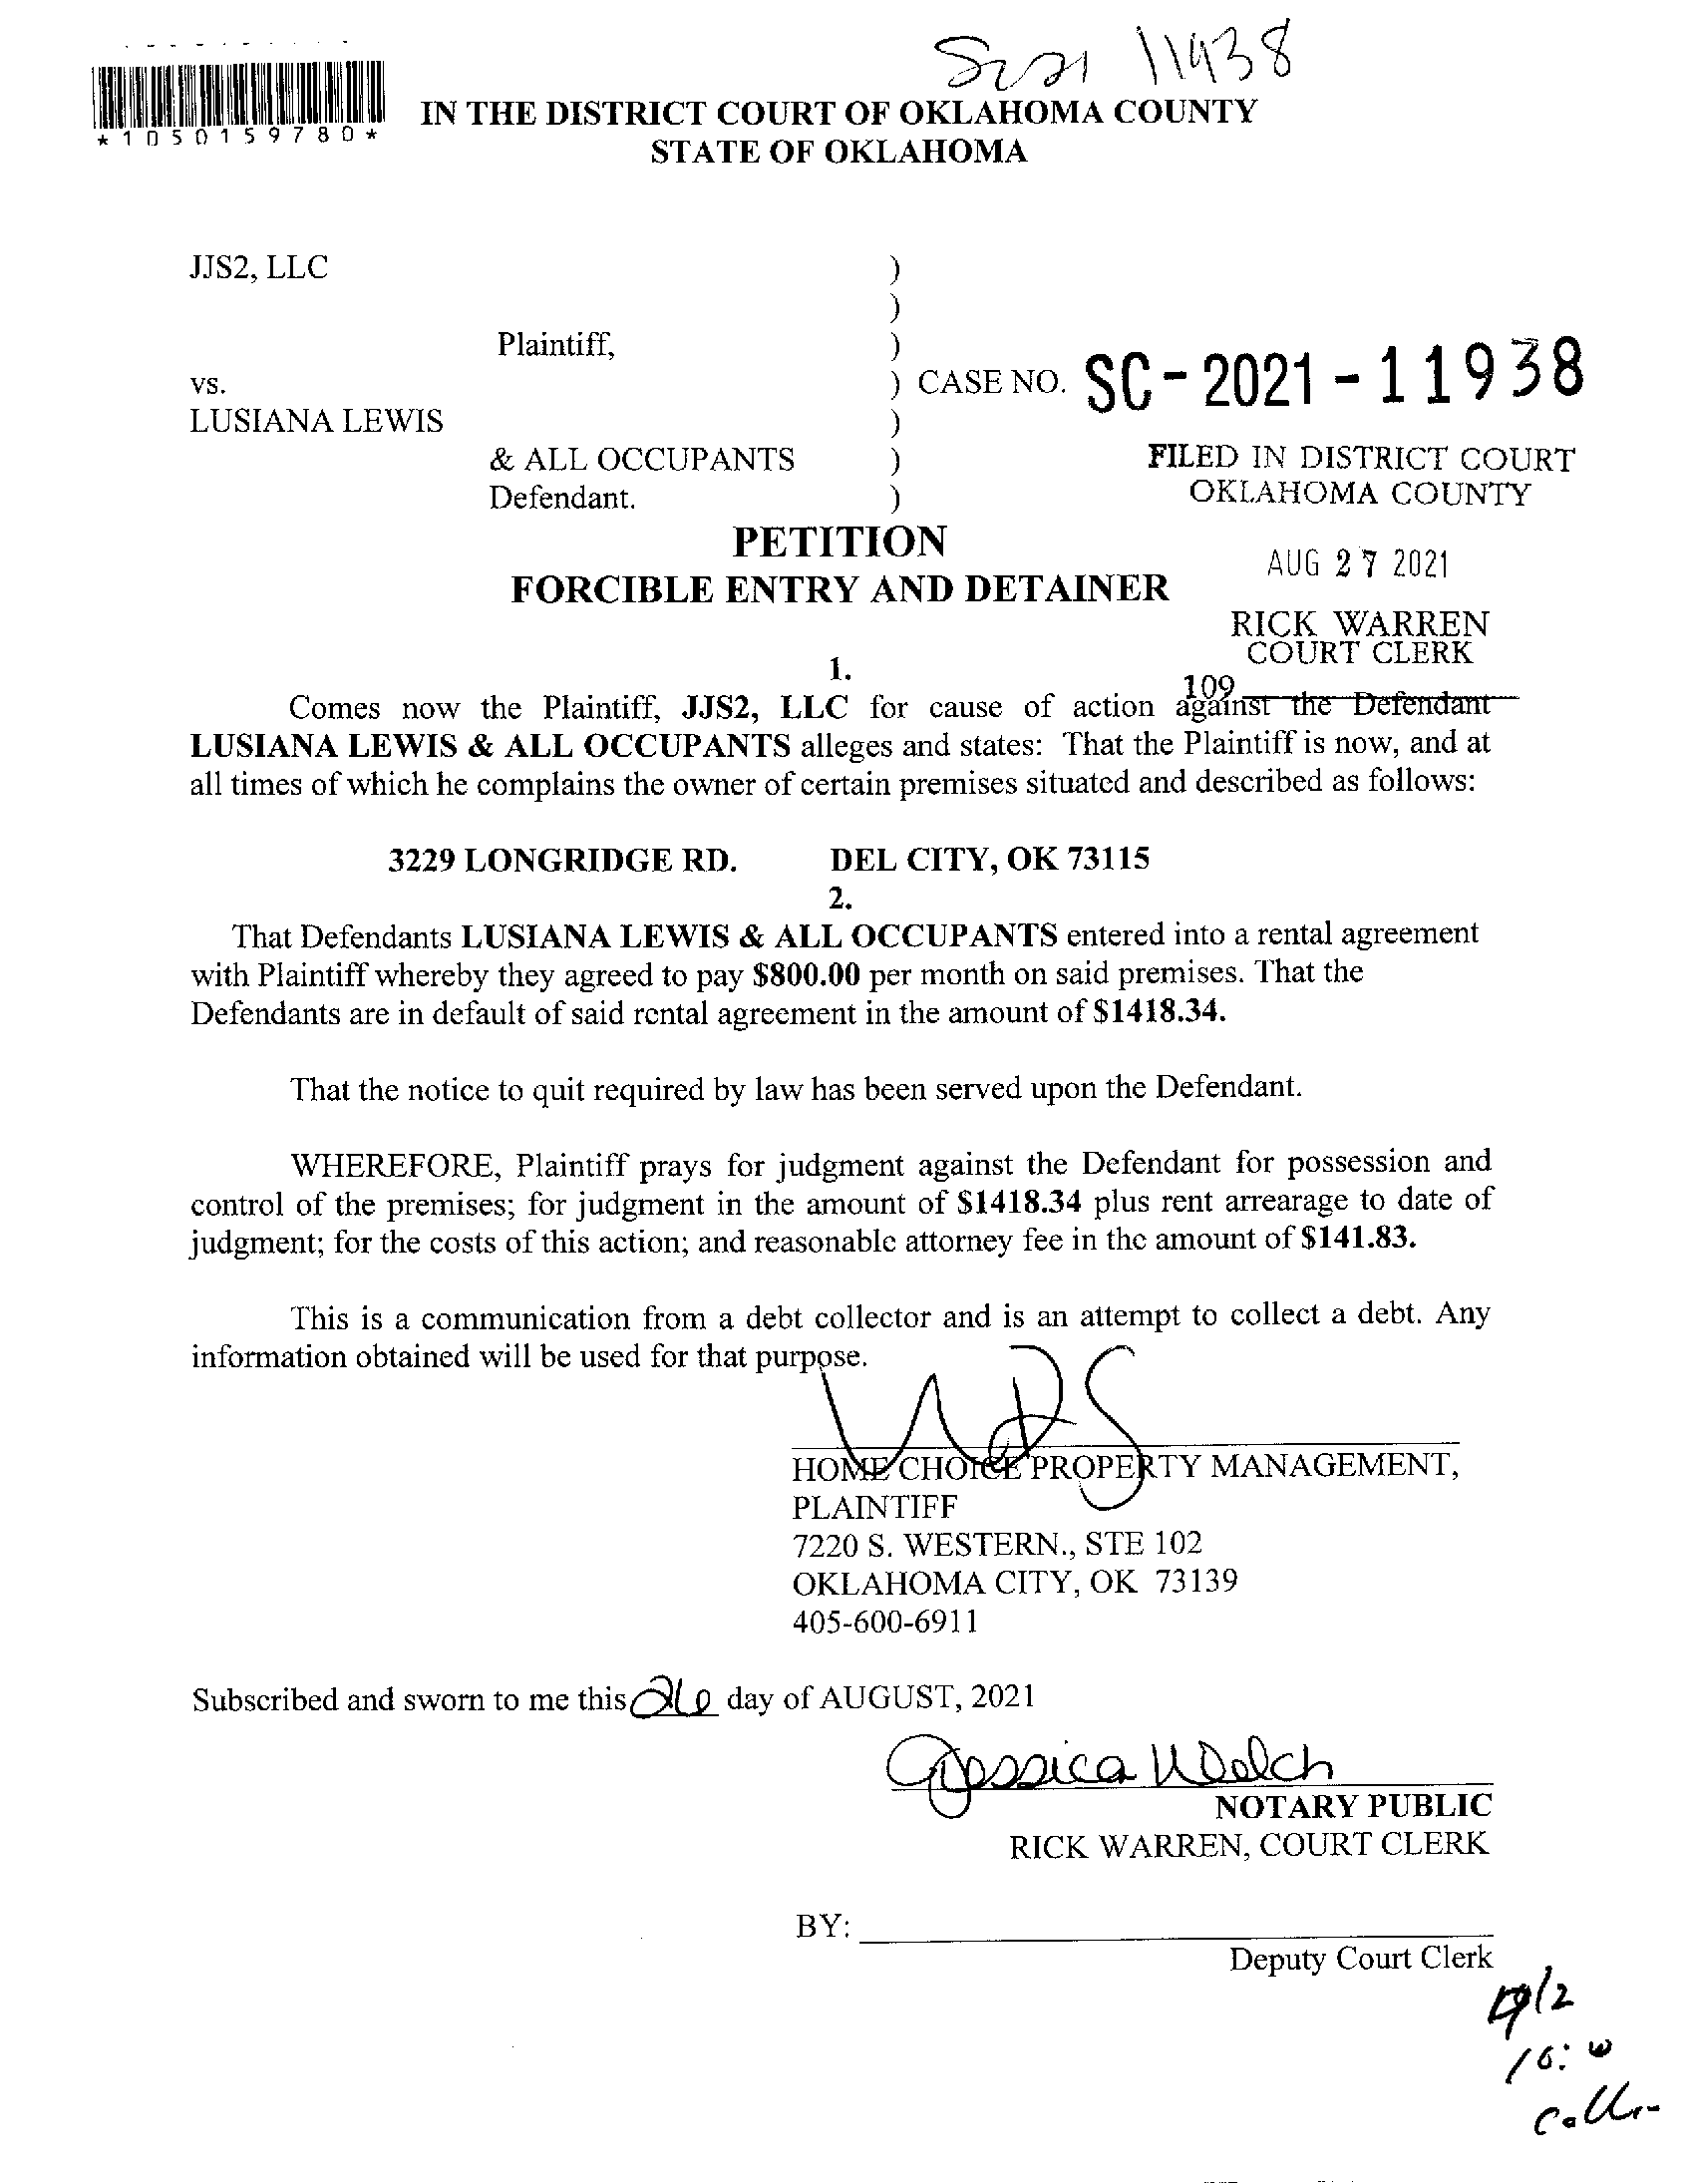 11938
*1050159780*
IN THE DISTRICT COURT OF OKLAHOMA COUNTY
STATE OF OKLAHOMA
JJS2, LLC )
)
Plaintiff, )
vs. ) CASE NO. SC-2021-11938
LUSIANA LEWIS )
& ALL OCCUPANTS ) FILED IN DISTRICT COURT
Defendant. ) OKLAHOMA COUNTY
PETITION
AUG 27 2021
FORCIBLE ENTRY AND DETAINER
RICK WARREN
COURT CLERK
1.
109
Comes now the Plaintiff, JJS2, LLC for cause of action against the Defendant
LUSIANA LEWIS & ALL OCCUPANTS alleges and states: That the Plaintiff is now, and at
all times of which he complains the owner of certain premises situated and described as follows:
3229 LONGRIDGE RD. DEL CITY, OK 73115
2.
That Defendants LUSIANA LEWIS & ALL OCCUPANTS entered into a rental agreement
with Plaintiff whereby they agreed to pay $800.00 per month on said premises. That the
Defendants are in default of said rental agreement in the amount of $1418.34.
That the notice to quit required by law has been served upon the Defendant.
WHEREFORE, Plaintiff prays for judgment against the Defendant for possession and
control of the premises; for judgment in the amount of $1418.34 plus rent arrearage to date of
judgment; for the costs of this action; and reasonable attorney fee in the amount of $141.83.
This is a communication from a debt collector and is an attempt to collect a debt. Any
information obtained will be used for that purpose.
HOME CHOICE PROPERTY MANAGEMENT,
PLAINTIFF
7220 S. WESTERN., STE 102
OKLAHOMA CITY, OK 73139
405-600-6911
Subscribed and sworn to me this 26 day of AUGUST, 2021
Jessica Welch
NOTARY PUBLIC
RICK WARREN, COURT CLERK
BY:
Deputy Court Clerk